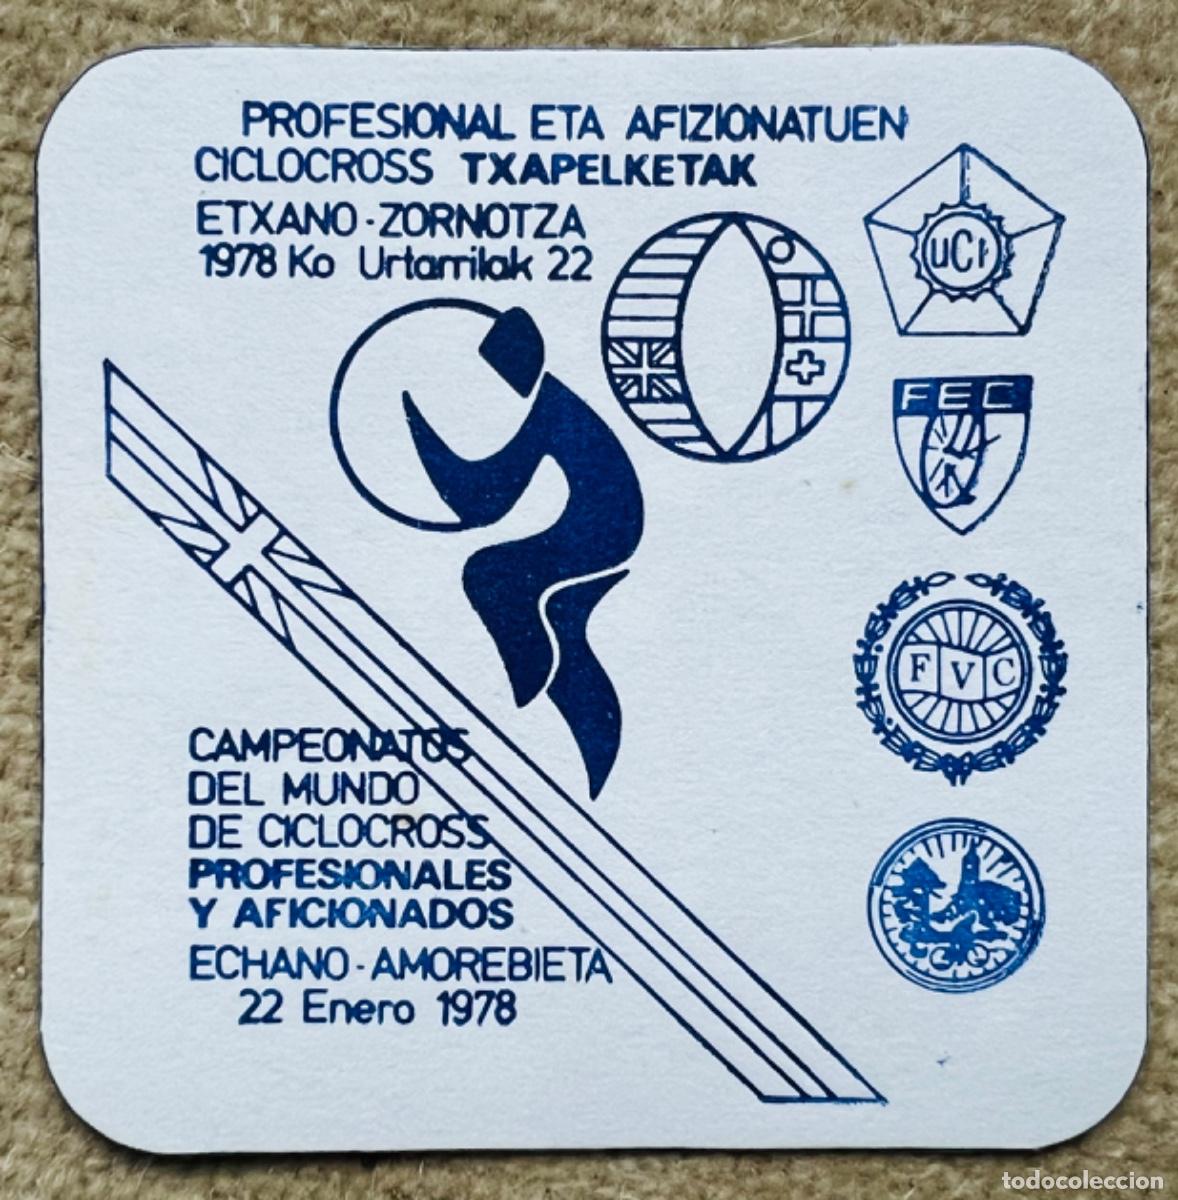 PROFESIONAL ETA AFIZIONATUEN
CICLOCROSS TXAPELKETAK
ETXANO - ZORNOTZA
1978 Ko Urtarrilak 22
UCI
FEC
FVC
CAMPEONATOS
DEL MUNDO
DE CICLOCROSS
PROFESIONALES
Y AFICIONADOS
ECHANO - AMOREBIETA
22 Enero 1978
todocoleccion